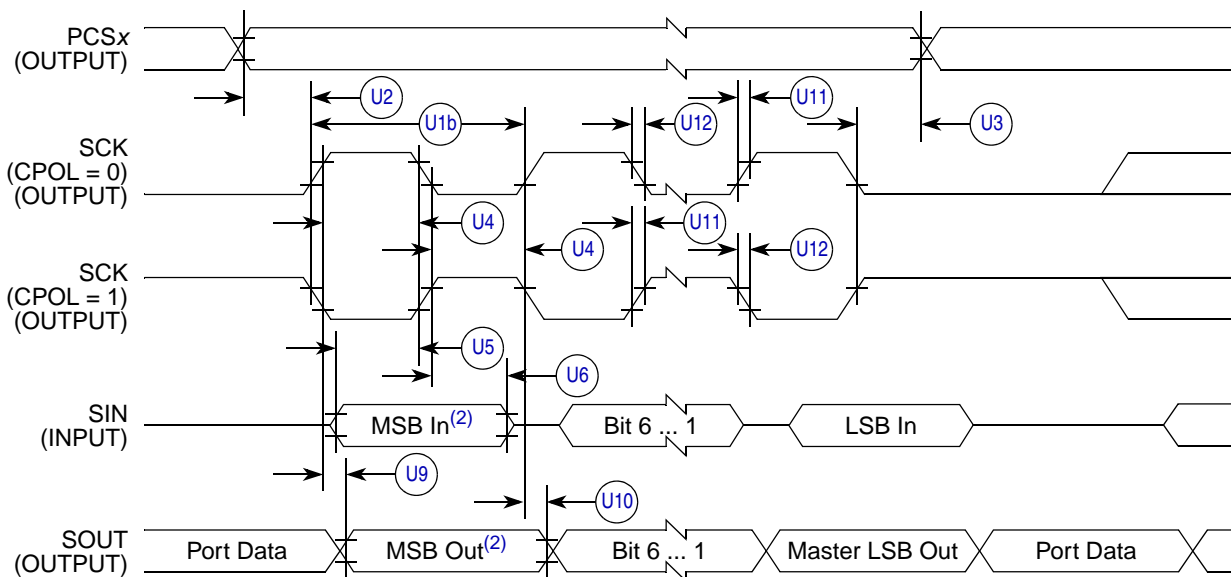 PCSx
(OUTPUT)
U2
U1b
U12
U11
U3
SCK
(CPOL = 0)
(OUTPUT)
U4
U4
U11
U12
SCK
(CPOL = 1)
(OUTPUT)
U5
U6
SIN
(INPUT)
MSB In(2)
Bit 6 ... 1
LSB In
U9
U10
SOUT
(OUTPUT)
Port Data
MSB Out(2)
Bit 6 ... 1
Master LSB Out
Port Data